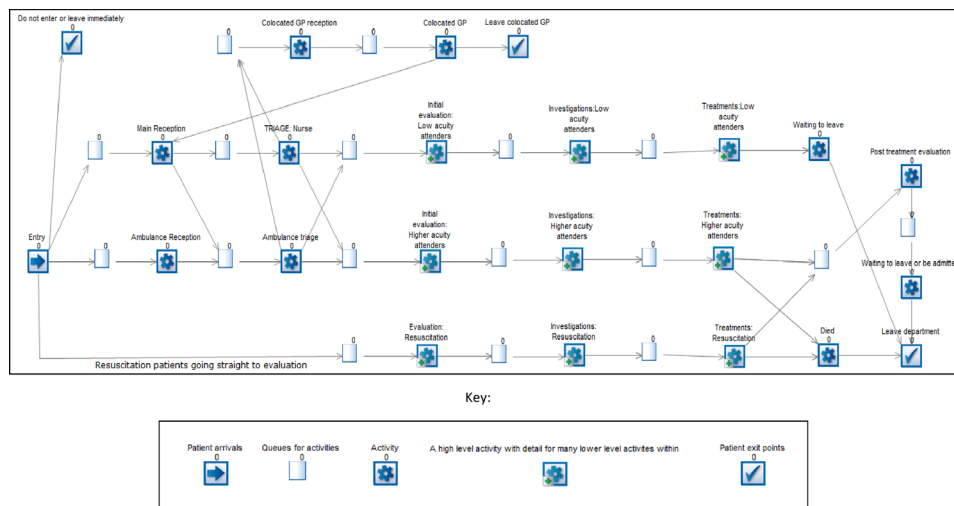 Do not enter or leave immediately
0
0
Colocated GP reception
0
0
Colocated GP
0
Leave colocated GP
0
0
Main Reception
0
0
TRIAGE: Nurse
0
0
Initial
evaluation:
Low acuity
attenders
0
Investigations:Low
acuity
attenders
0
Treatments:Low
acuity
attenders
Waiting to leave
0
Post treatment evaluation
0
0
Entry
0
0
Ambulance Reception
0
0
Ambulance triage
0
0
Initial
evaluation:
Higher acuity
attenders
0
Investigations:
Higher acuity
attenders
0
Treatments:
Higher acuity
attenders
0
Waiting to leave or be admitte
0
0
Evaluation:
Resuscitation
0
Investigations:
Resuscitation
0
Treatments:
Resuscitation
Died
0
Leave department
0
Resuscitation patients going straight to evaluation
Key:
Patient arrivals
0
Queues for activities
0
Activity
0
A high level activity with detail for many lower level activites within
0
Patient exit points
0